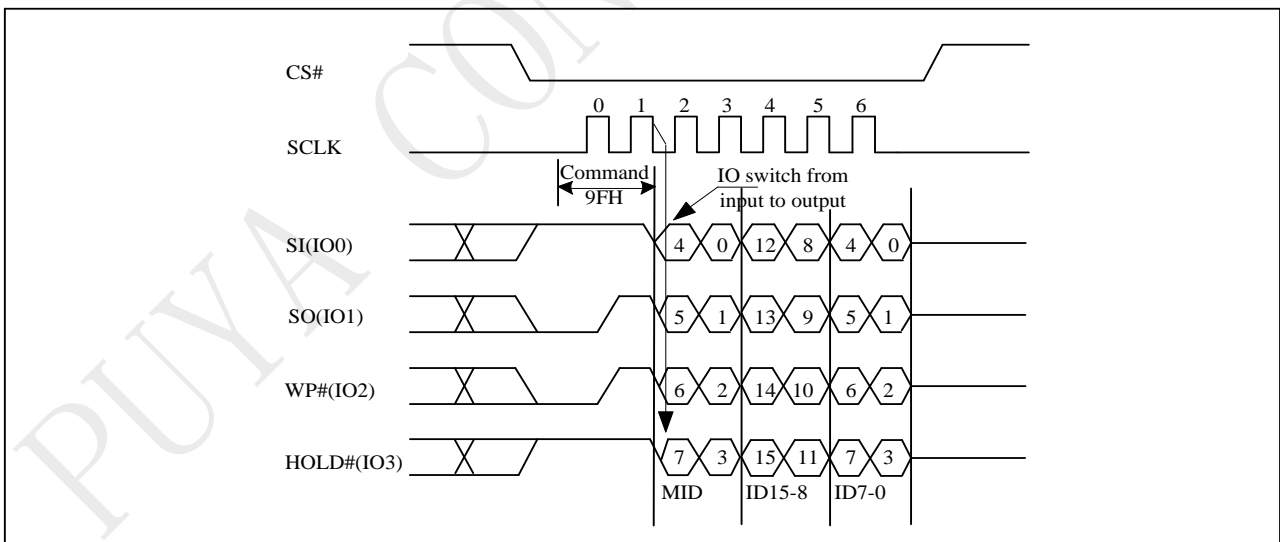 PUYA CON
CS#
0 1 2 3 4 5 6
SCLK
Command
9FH
IO switch from
input to output
SI(IO0)
4 0 12 8 4 0
SO(IO1)
5 1 13 9 5 1
WP#(IO2)
6 2 14 10 6 2
HOLD#(IO3)
7 3 15 11 7 3
MID ID15-8 ID7-0